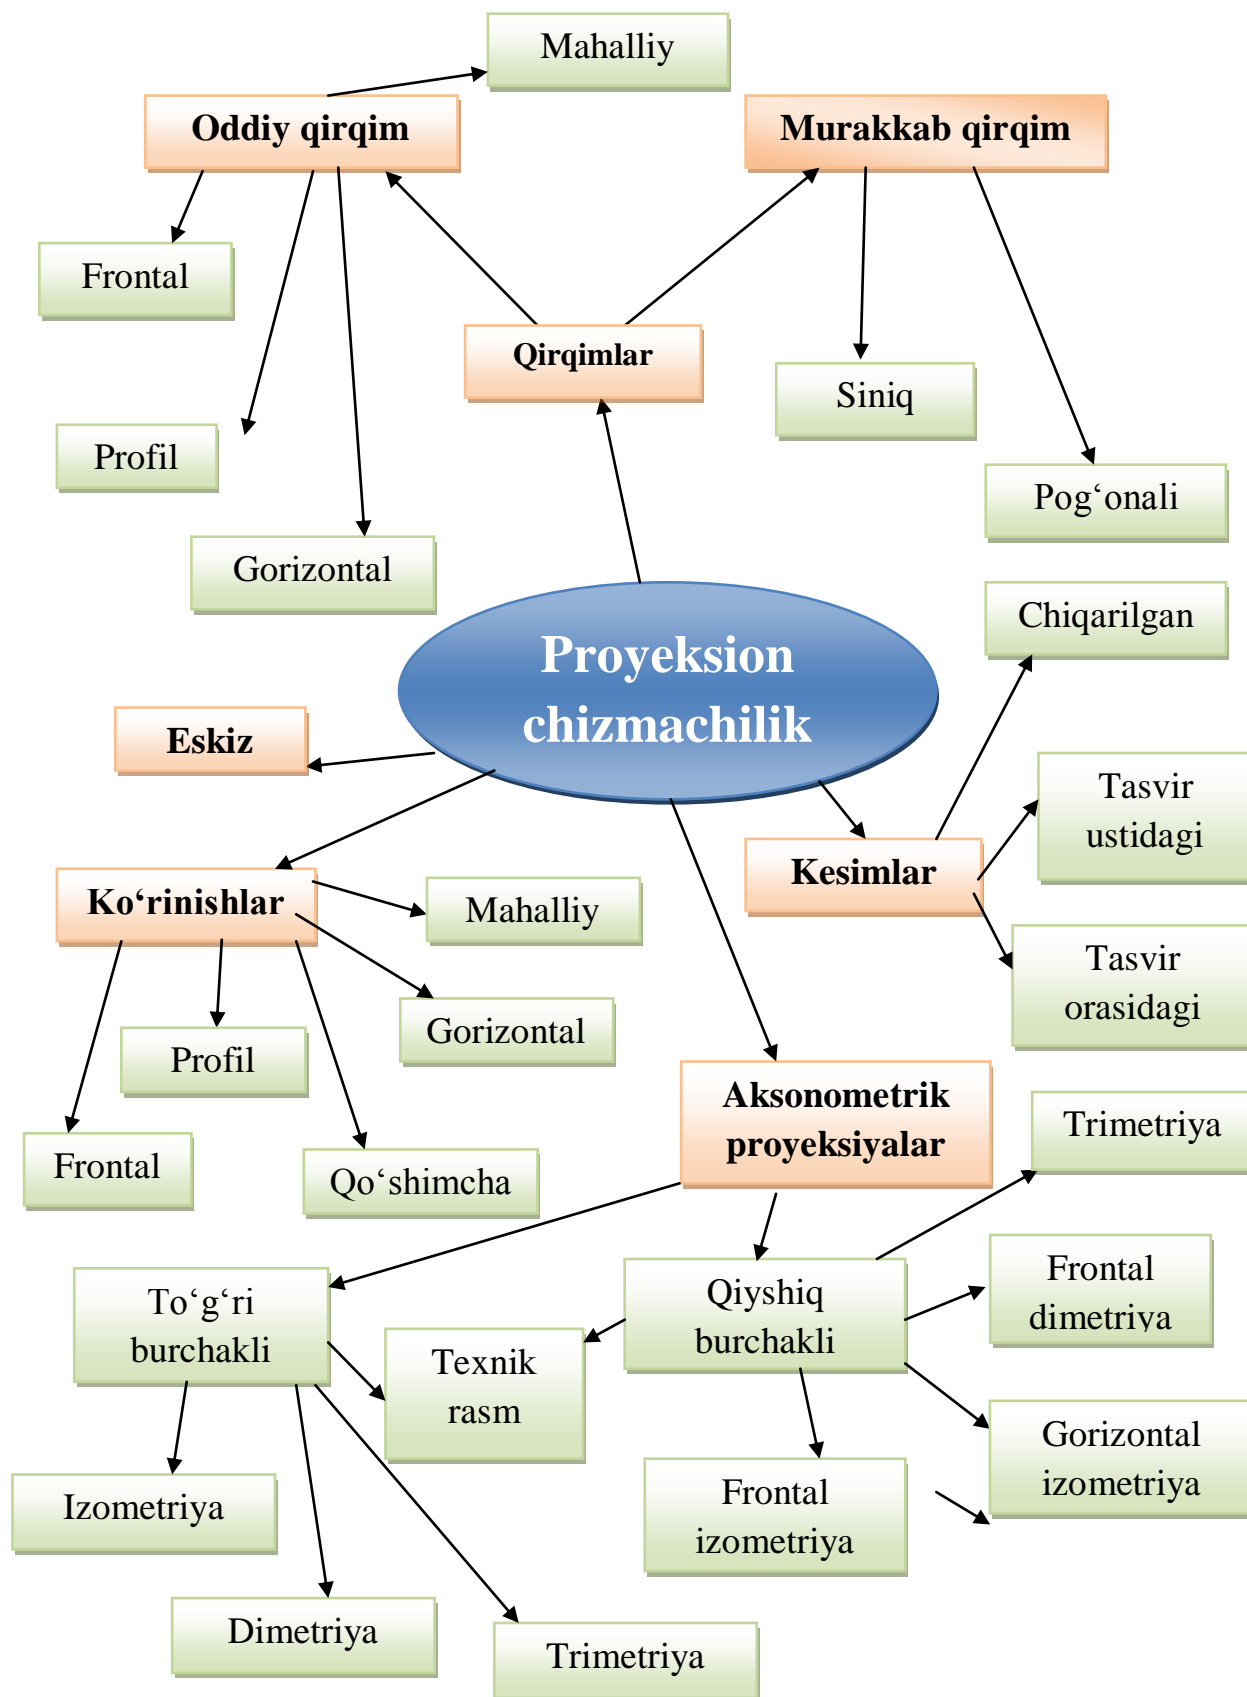 Mahalliy
Oddiy qirqim
Murakkab qirqim
Frontal
Qirqimlar
Siniq
Profil
Pog‘onali
Gorizontal
Chiqarilgan
Proyeksion
chizmachilik
Eskiz
Tasvir
ustidagi
Kesimlar
Ko‘rinishlar
Mahalliy
Tasvir
orasidagi
Gorizontal
Profil
Aksonometrik
proyeksiyalar
Trimetriya
Frontal
Qo‘shimcha
To‘g‘ri
burchakli
Qiyshiq
burchakli
Frontal
dimetriya
Texnik
rasm
Gorizontal
izometriya
Izometriya
Frontal
izometriya
Dimetriya
Trimetriya